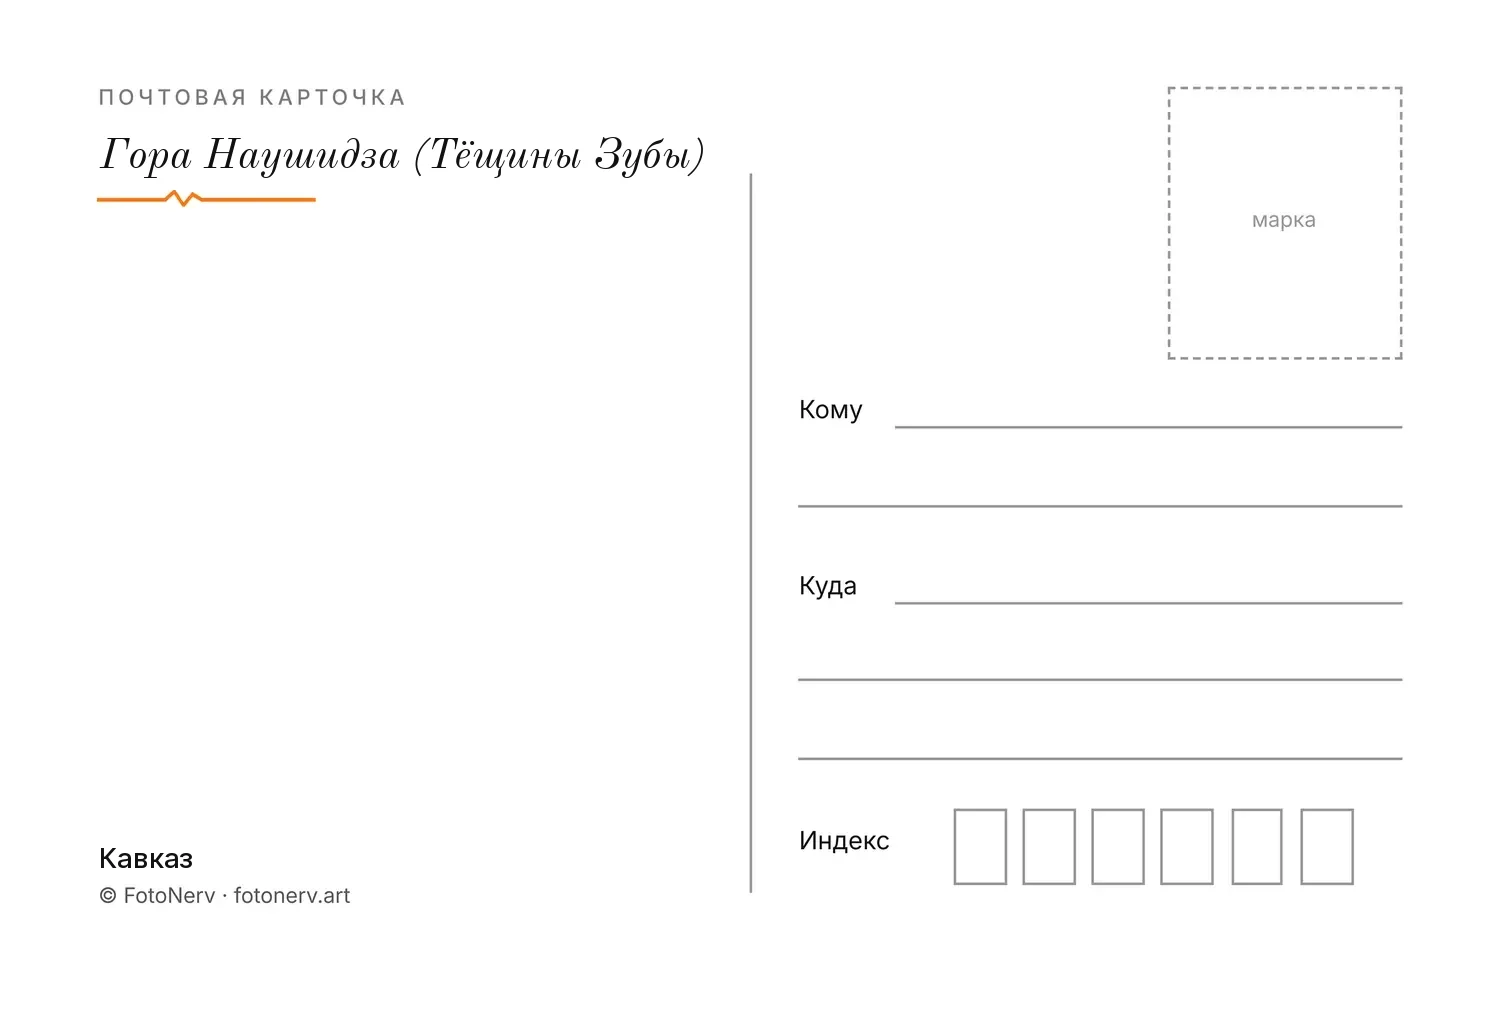 ПОЧТОВАЯ КАРТОЧКА
Гора Наушидза (Тёщины Зубы)
марка
Кому
Куда
Индекс
Кавказ
© FotoNerv · fotonerv.art